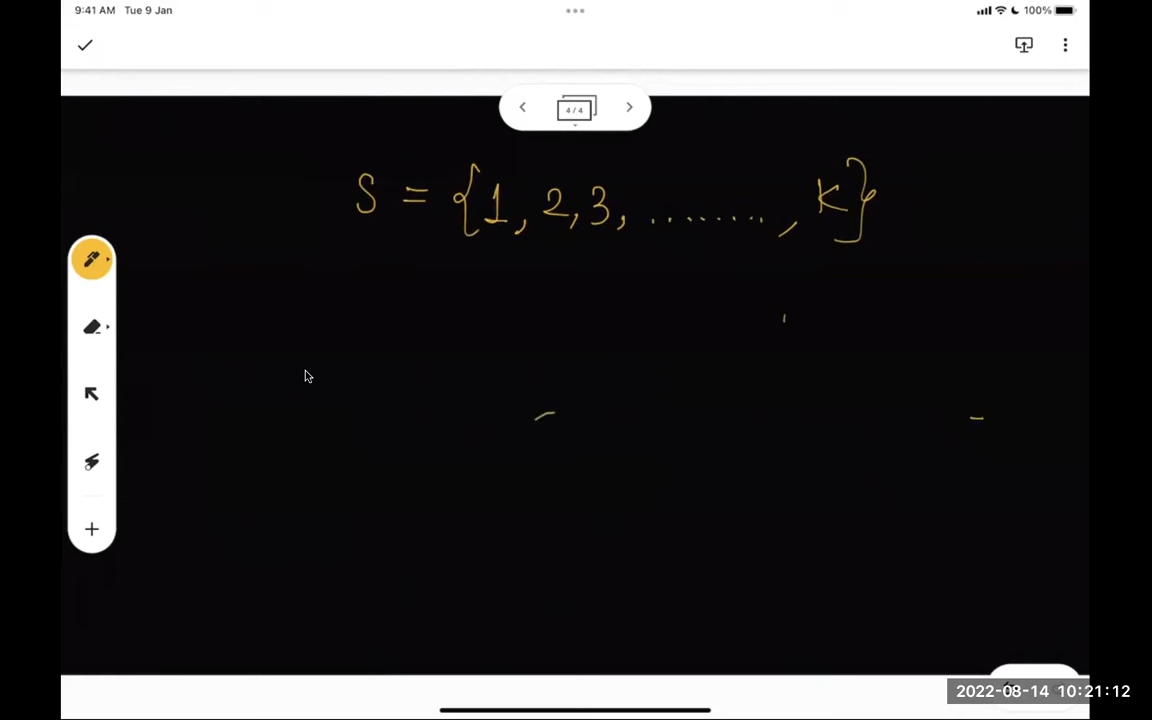 9:41 AM Tue 9 Jan
100%
4 / 4
S = {1, 2, 3, ........, K}
2022-08-14 10:21:12